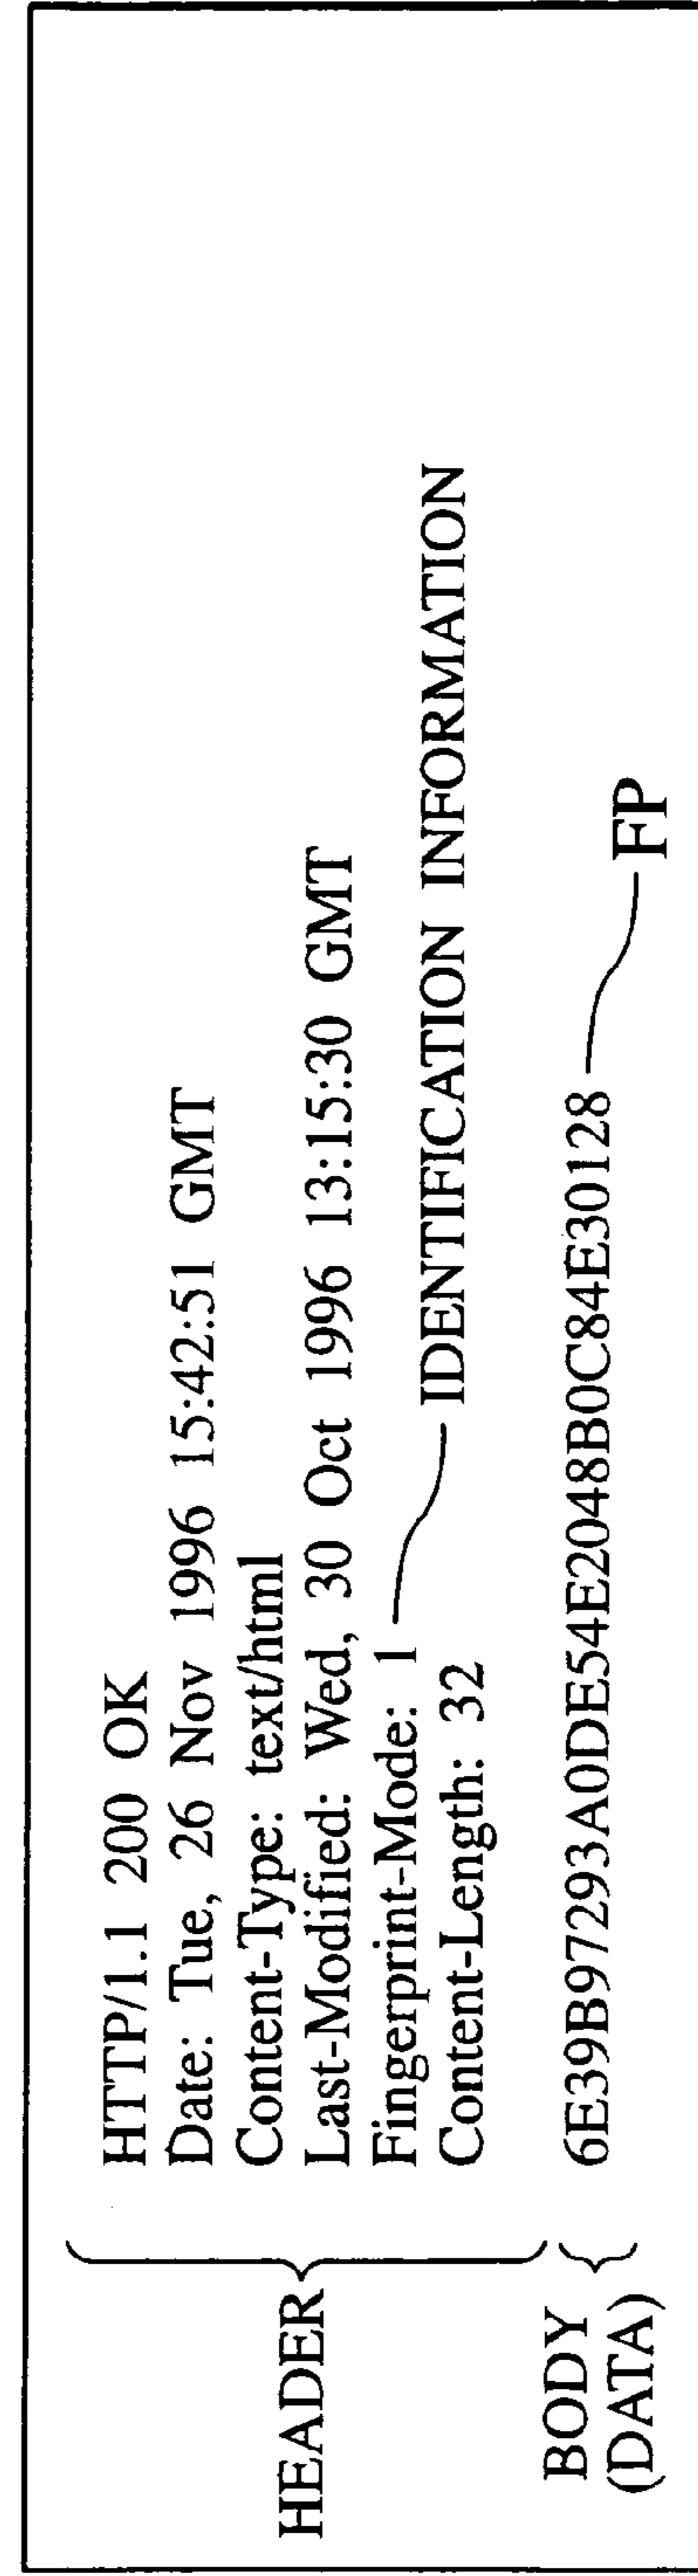 HEADER
HTTP/1.1 200 OK
Date: Tue, 26 Nov 1996 15:42:51 GMT
Content-Type: text/html
Last-Modified: Wed, 30 Oct 1996 13:15:30 GMT
Fingerprint-Mode: 1 IDENTIFICATION INFORMATION
Content-Length: 32
BODY
(DATA)
6E39B97293A0DE54E2048B0C84E30128 FP